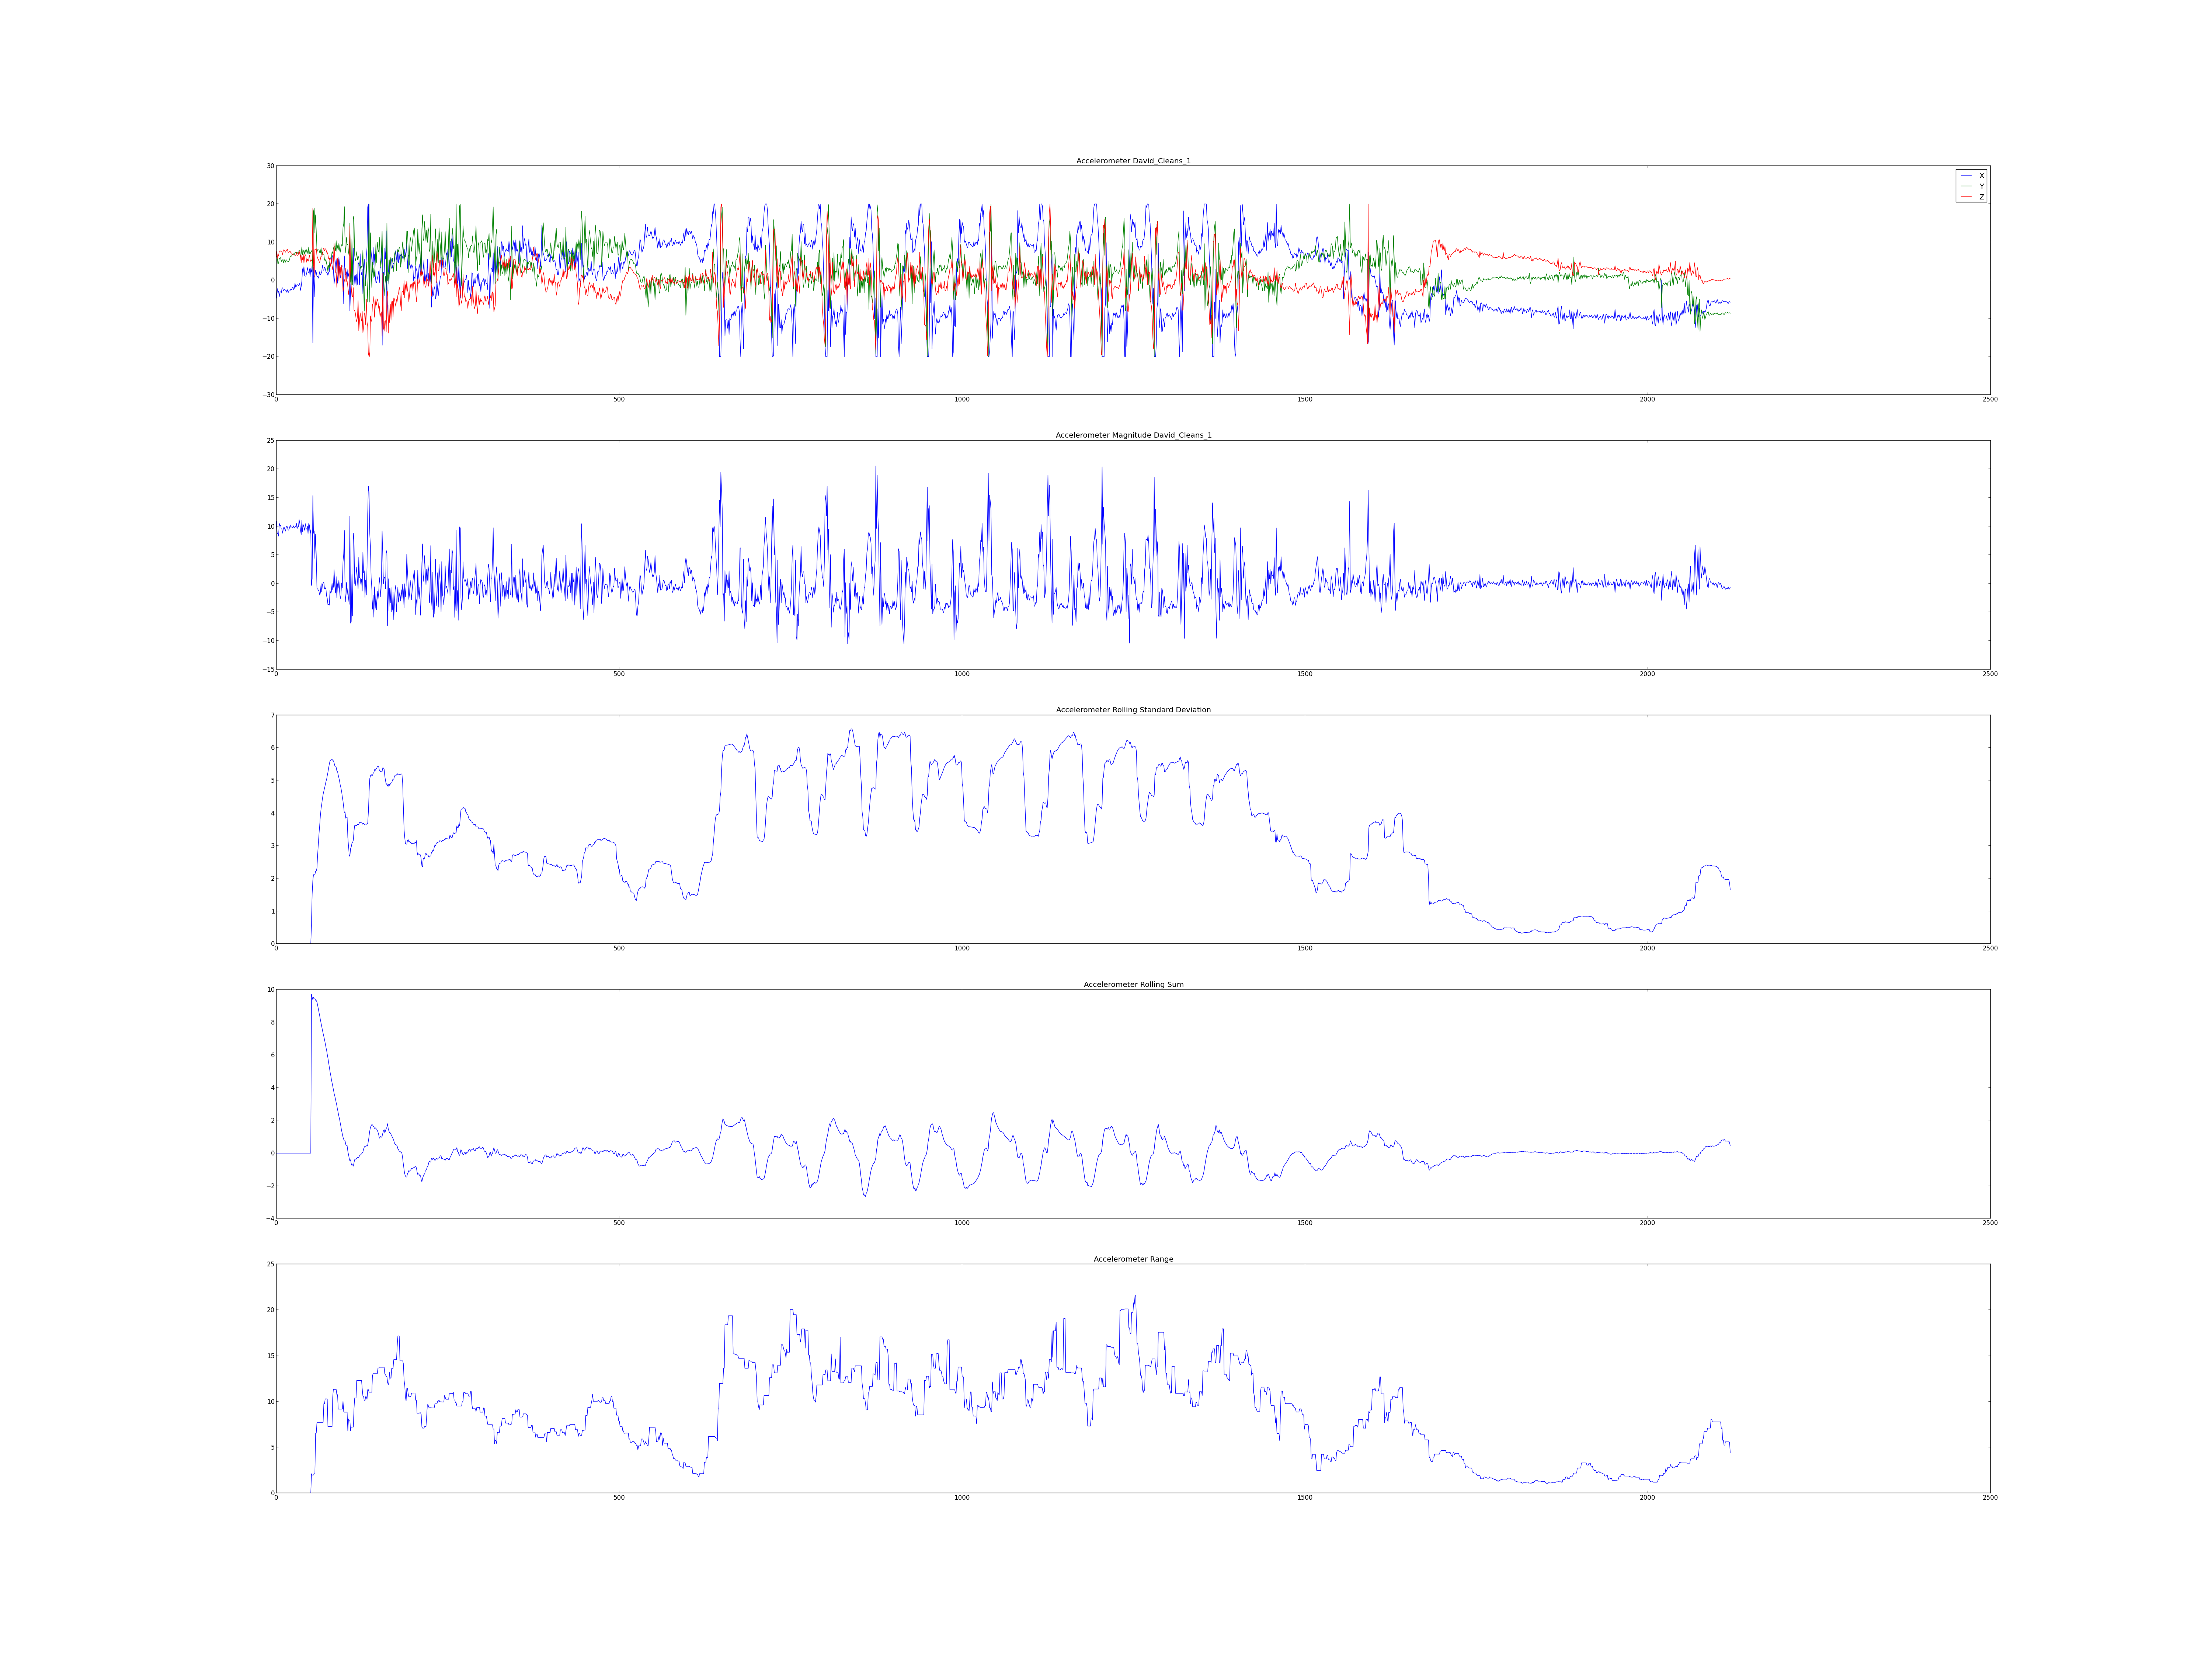 Accelerometer David_Cleans_1
30
20
10
0
−10
−20
−30
X
Y
Z
0 500 1000 1500 2000 2500
Accelerometer Magnitude David_Cleans_1
25
20
15
10
5
0
−5
−10
−15
0 500 1000 1500 2000 2500
Accelerometer Rolling Standard Deviation
7
6
5
4
3
2
1
0
0 500 1000 1500 2000 2500
Accelerometer Rolling Sum
10
8
6
4
2
0
−2
−4
0 500 1000 1500 2000 2500
Accelerometer Range
25
20
15
10
5
0
0 500 1000 1500 2000 2500